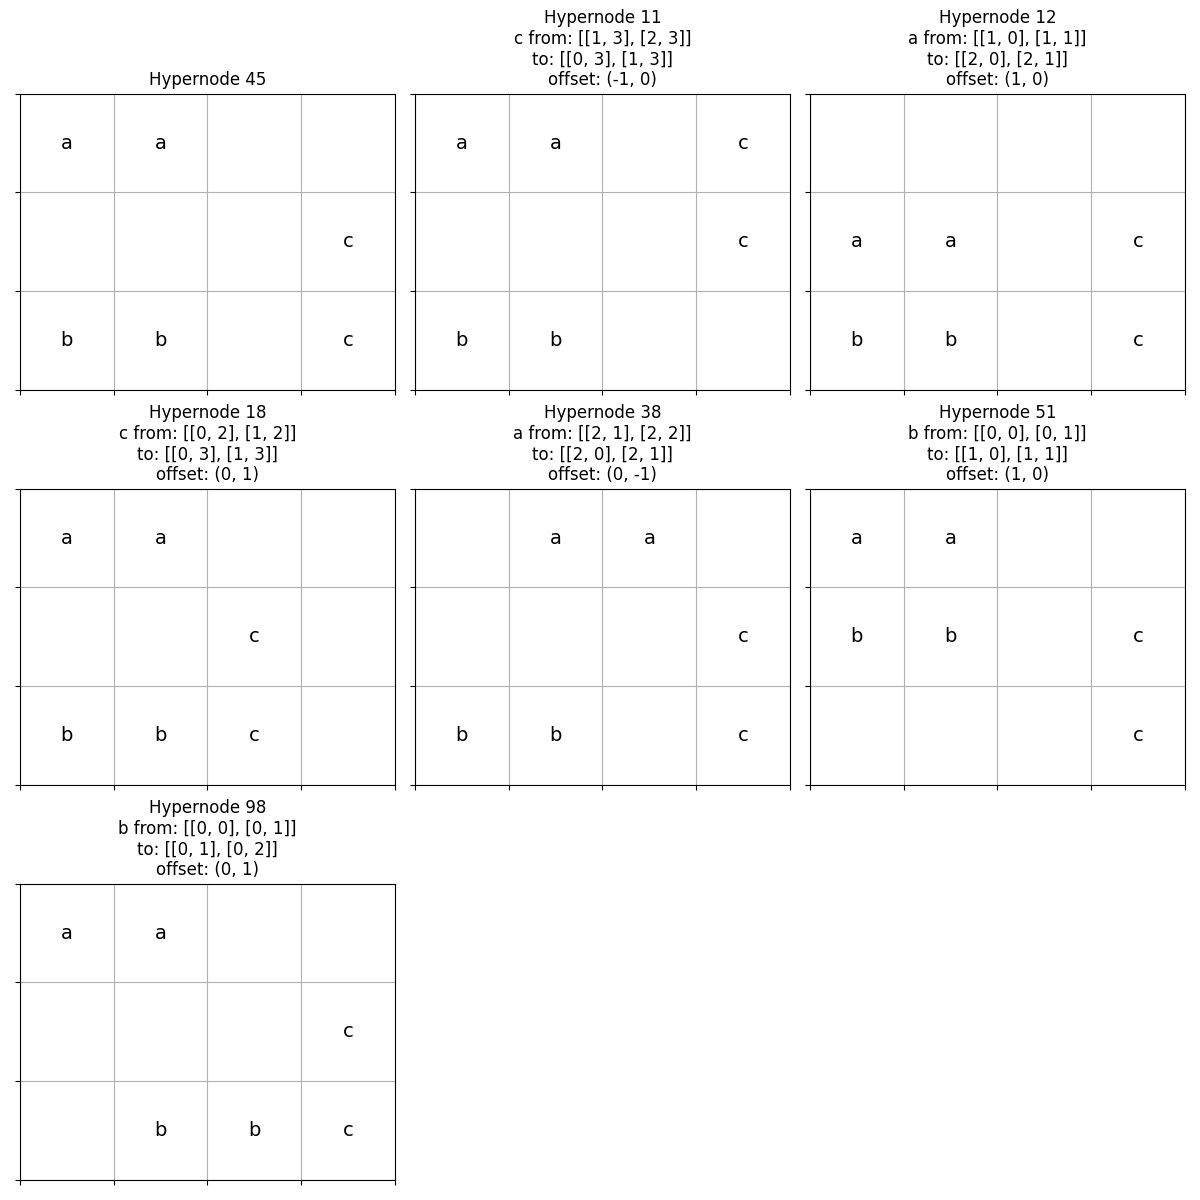 Hypernode 45
a a
c
b b c
Hypernode 11
c from: [[1, 3], [2, 3]]
to: [[0, 3], [1, 3]]
offset: (-1, 0)
a a c
c
b b
Hypernode 12
a from: [[1, 0], [1, 1]]
to: [[2, 0], [2, 1]]
offset: (1, 0)
a a c
b b c
Hypernode 18
c from: [[0, 2], [1, 2]]
to: [[0, 3], [1, 3]]
offset: (0, 1)
a a
c
b b c
Hypernode 38
a from: [[2, 1], [2, 2]]
to: [[2, 0], [2, 1]]
offset: (0, -1)
a a
c
b b c
Hypernode 51
b from: [[0, 0], [0, 1]]
to: [[1, 0], [1, 1]]
offset: (1, 0)
a a
b b c
c
Hypernode 98
b from: [[0, 0], [0, 1]]
to: [[0, 1], [0, 2]]
offset: (0, 1)
a a
c
b b c